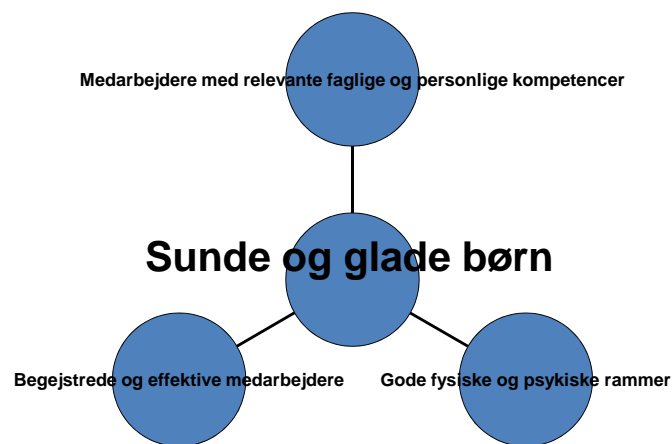 Medarbejdere med relevante faglige og personlige kompetencer
Sunde og glade børn
Begejstrede og effektive medarbejdere
Gode fysiske og psykiske rammer